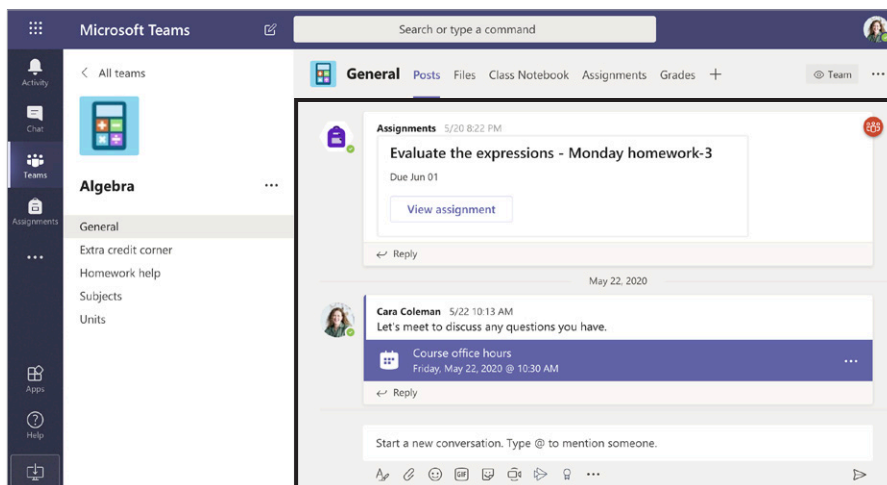 Microsoft Teams
Search or type a command
Activity
Chat
Teams
Assignments
Apps
Help
All teams
Algebra
General
Extra credit corner
Homework help
Subjects
Units
General Posts Files Class Notebook Assignments Grades
Team
Assignments 5/20 8:22 PM
Evaluate the expressions - Monday homework-3
Due Jun 01
View assignment
Reply
May 22, 2020
Cara Coleman 5/22 10:13 AM
Let's meet to discuss any questions you have.
Course office hours
Friday, May 22, 2020 @ 10:30 AM
Reply
Start a new conversation. Type @ to mention someone.
GIF